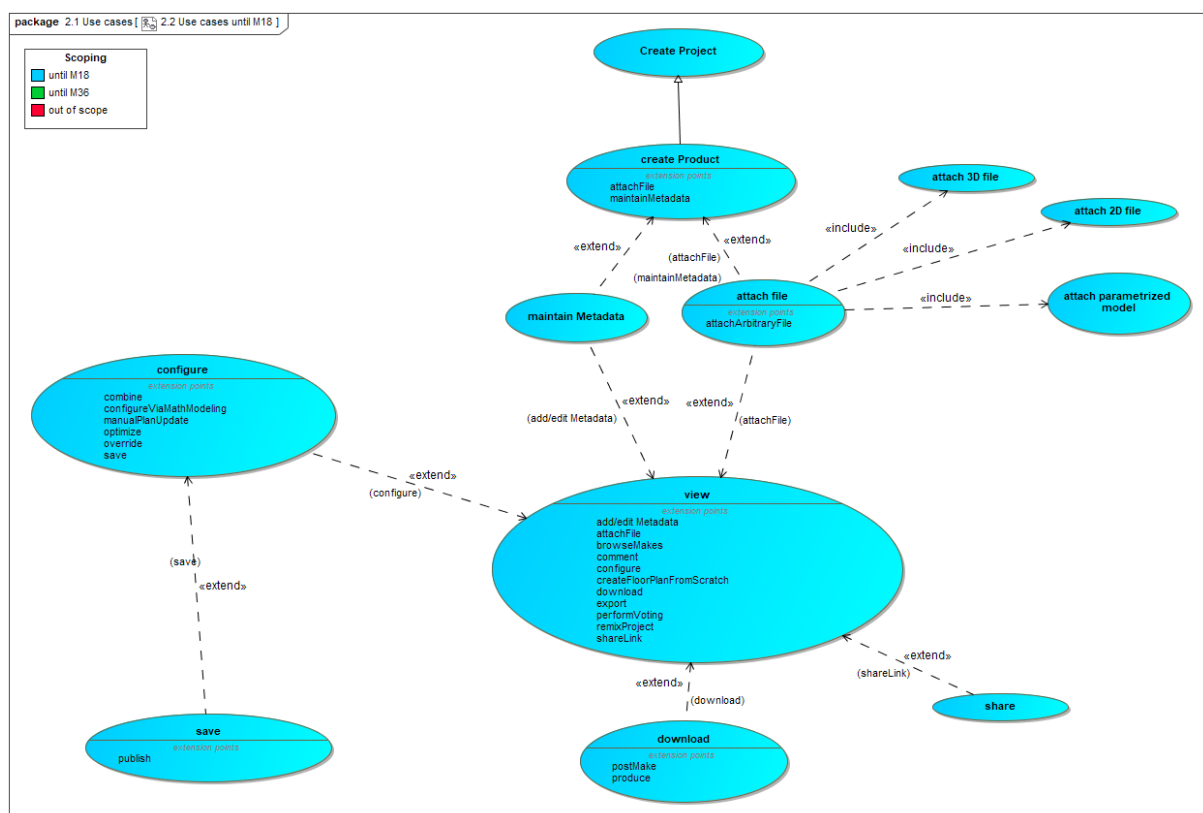 package 2.1 Use cases [ 2.2 Use cases until M18 ]
Scoping
until M18
until M36
out of scope
Create Project
create Product
extension points
attachFile
maintainMetadata
attach 3D file
attach 2D file
attach parametrized
model
«include»
«include»
«include»
«extend»
«extend»
(attachFile)
(maintainMetadata)
maintain Metadata
attach file
extension points
attachArbitraryFile
configure
extension points
combine
configureViaMathModeling
manualPlanUpdate
optimize
override
save
«extend»
(add/edit Metadata)
«extend»
(attachFile)
«extend»
(configure)
view
extension points
add/edit Metadata
attachFile
browseMakes
comment
configure
createFloorPlanFromScratch
download
export
performVoting
remixProject
shareLink
(save)
«extend»
«extend»
(shareLink)
«extend»
(download)
share
save
extension points
publish
download
extension points
postMake
produce